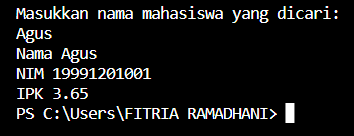 Masukkan nama mahasiswa yang dicari:
Agus
Nama Agus
NIM 19991201001
IPK 3.65
PS C:\Users\FITRIA RAMADHANI>